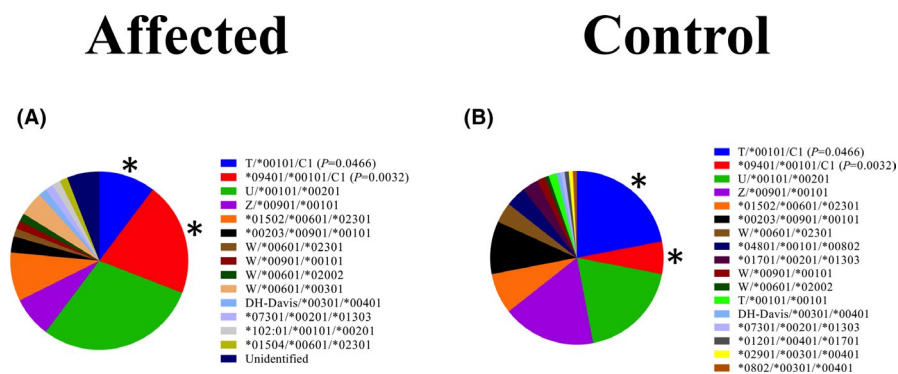 Affected
Control
(A)
*
*
T/*00101/C1 (P=0.0466)
*09401/*00101/C1 (P=0.0032)
U/*00101/*00201
Z/*00901/*00101
*01502/*00601/*02301
*00203/*00901/*00101
W/*00601/*02301
W/*00901/*00101
W/*00601/*02002
W/*00601/*00301
DH-Davis/*00301/*00401
*07301/*00201/*01303
*102:01/*00101/*00201
*01504/*00601/*02301
Unidentified
(B)
*
*
T/*00101/C1 (P=0.0466)
*09401/*00101/C1 (P=0.0032)
U/*00101/*00201
Z/*00901/*00101
*01502/*00601/*02301
*00203/*00901/*00101
W/*00601/*02301
*04801/*00101/*00802
*01701/*00201/*01303
W/*00901/*00101
W/*00601/*02002
T/*00101/*00101
DH-Davis/*00301/*00401
*07301/*00201/*01303
*01201/*00401/*01701
*02901/*00301/*00401
*0802/*00301/*00401